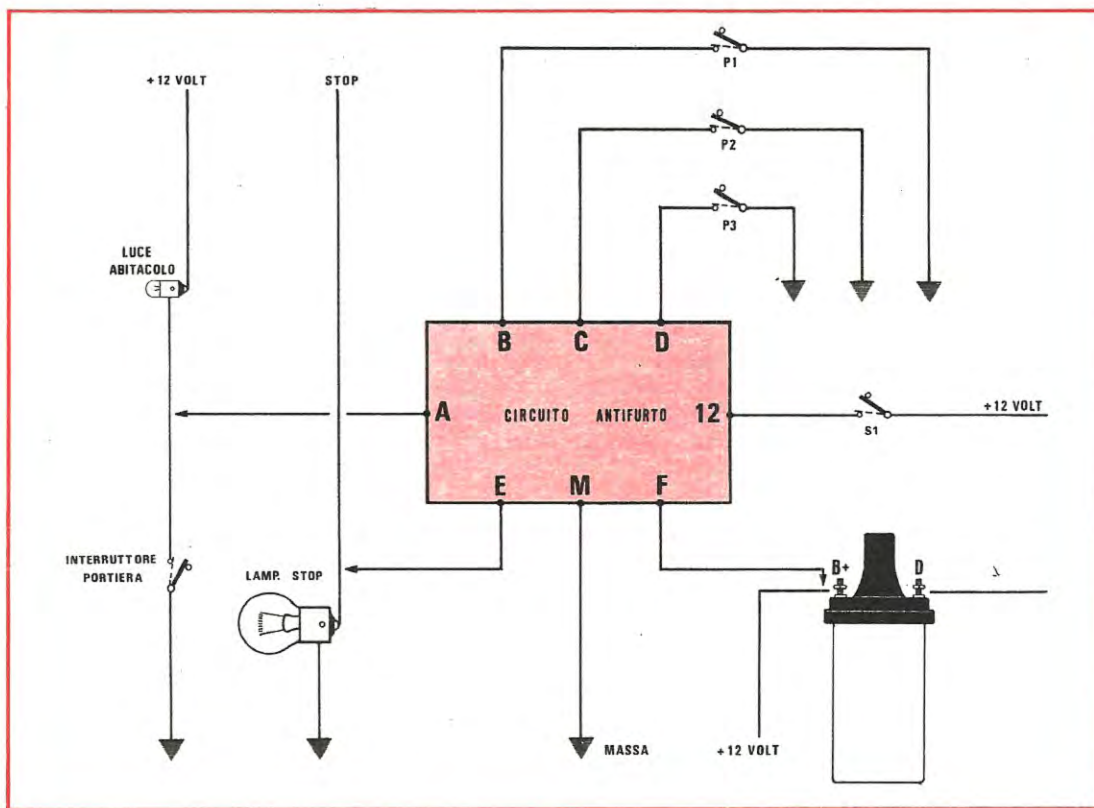 P1
+12 VOLT
STOP
P2
P3
LUCE
ABITACOLO
B
C
D
A
CIRCUITO ANTIFURTO
12
+12 VOLT
S1
E
M
F
INTERRUTTORE
PORTIERA
LAMP. STOP
B+
D
MASSA
+12 VOLT